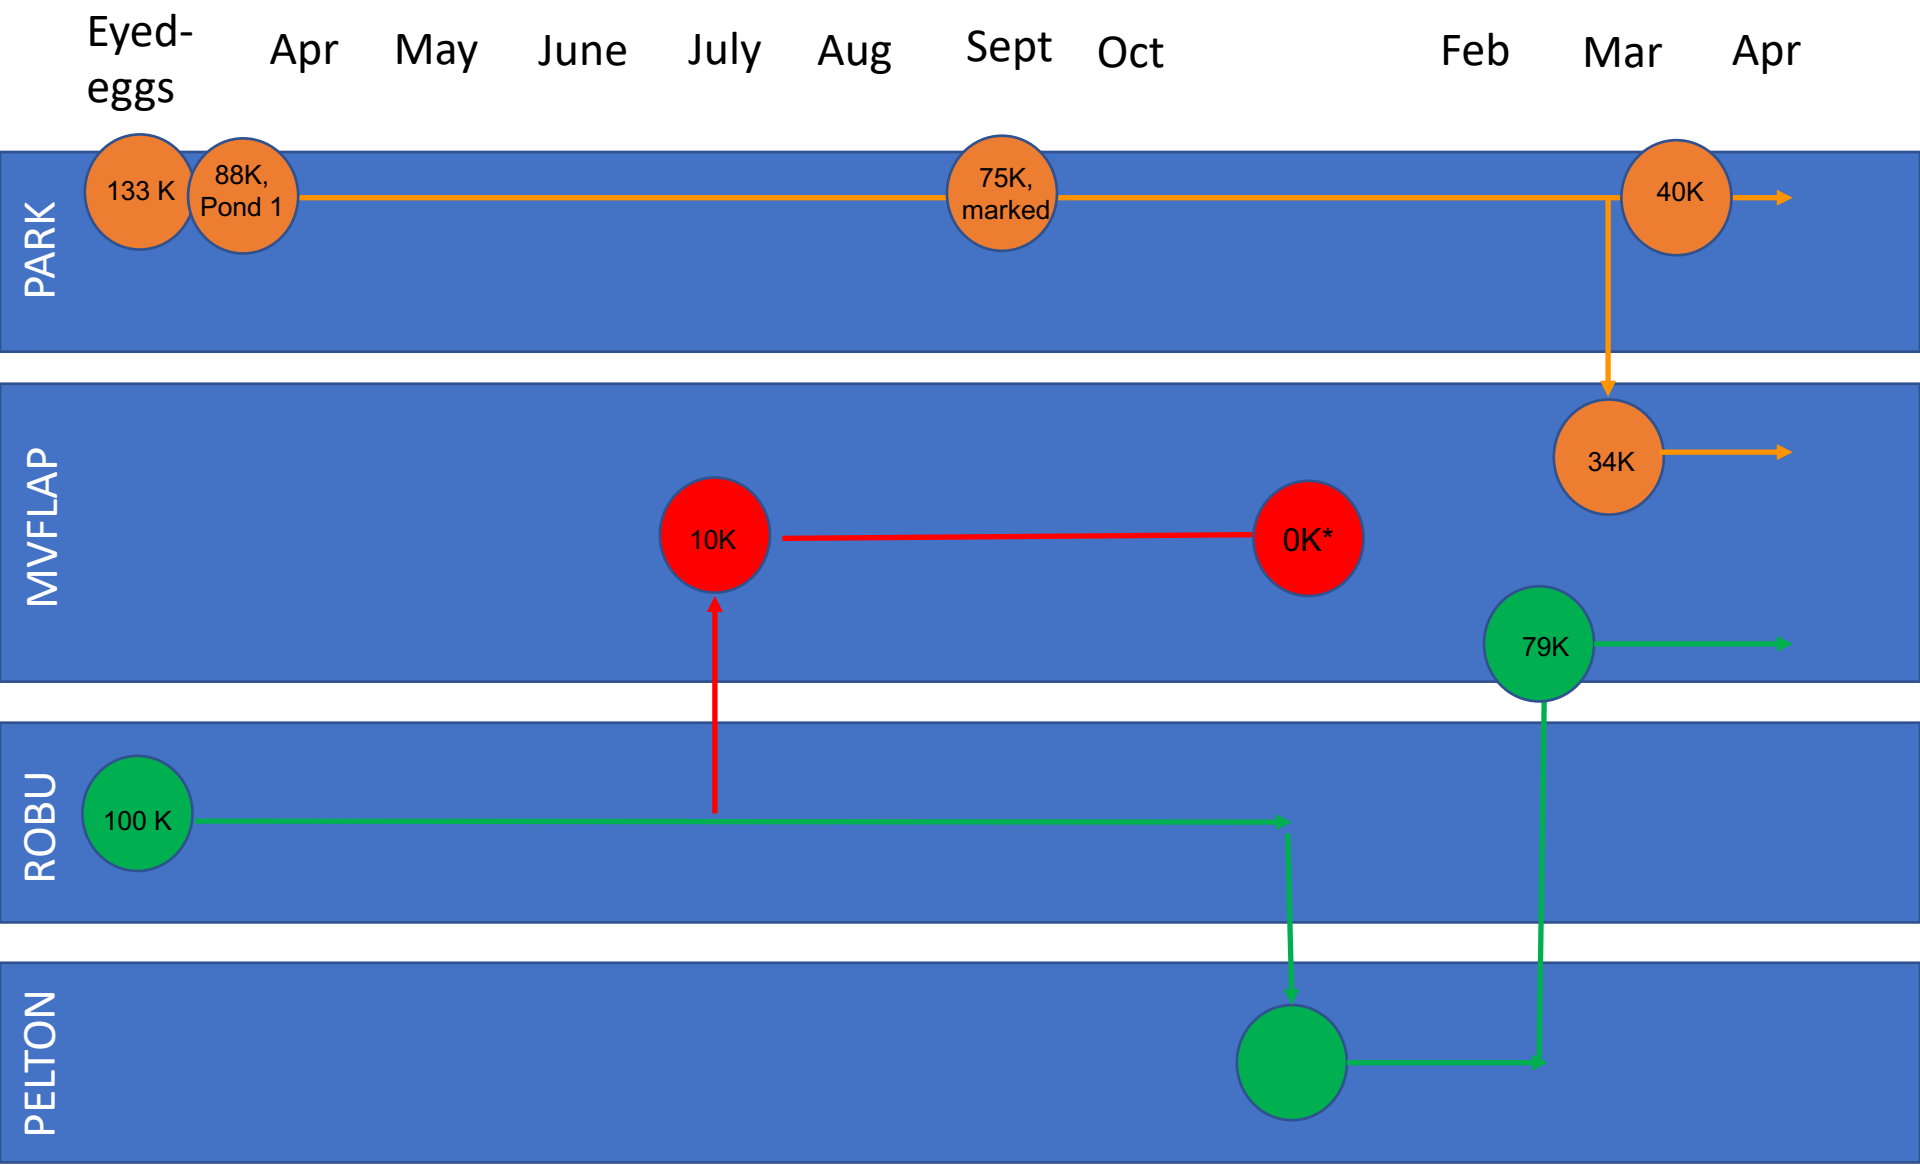 Eyed-
eggs
Apr
May
June
July
Aug
Sept
Oct
Feb
Mar
Apr
PARK
133 K
88K,
Pond 1
75K,
marked
40K
MVFLAP
34K
10K
0K*
79K
ROBU
100 K
PELTON